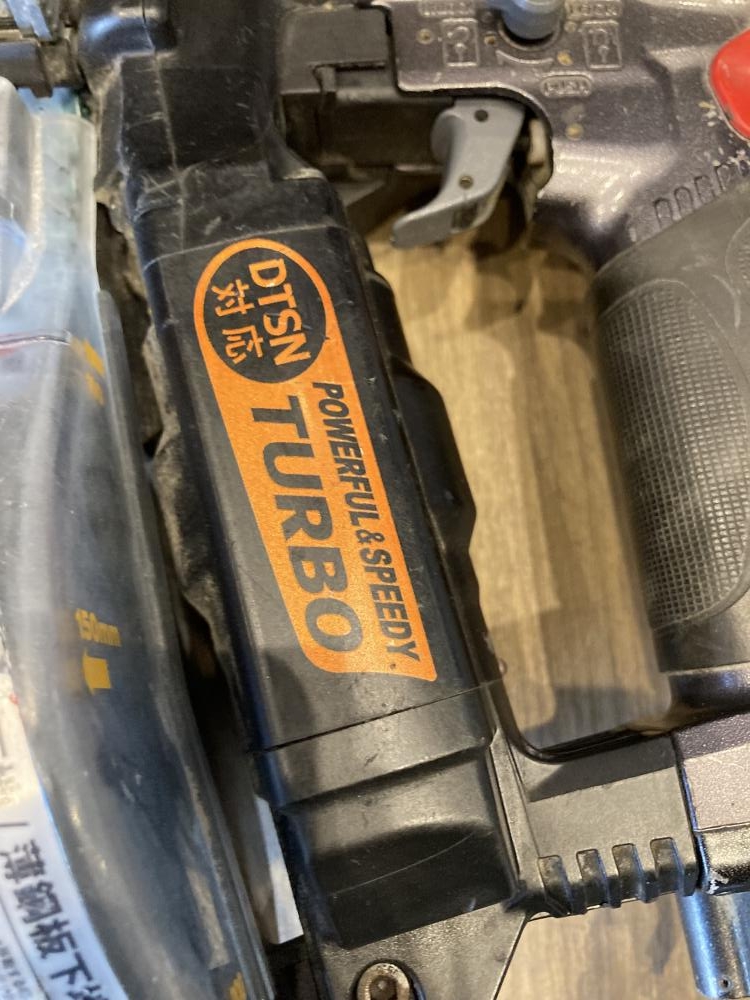 DTSN
対応
POWERFUL & SPEEDY
TURBO
150mm